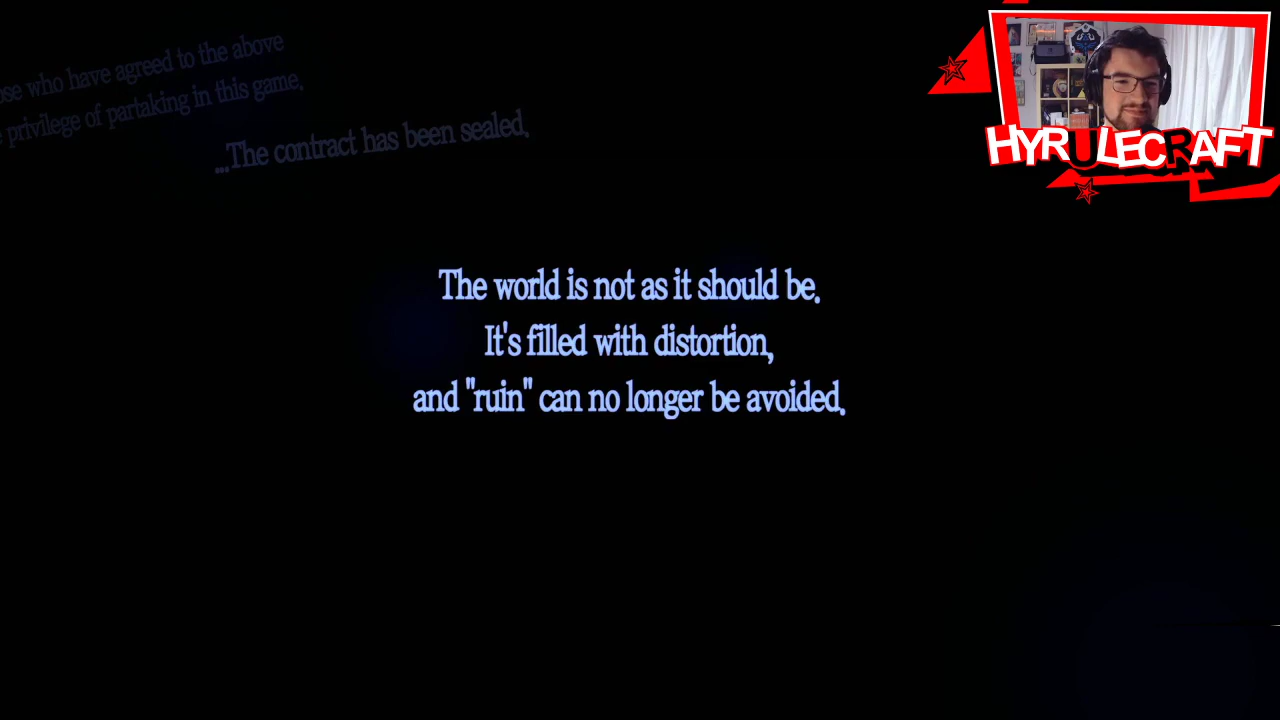 who have agreed to the above
privilege of partaking in this game.
...The contract has been sealed.
HYRULECRAFT
The world is not as it should be.
It's filled with distortion,
and "ruin" can no longer be avoided.